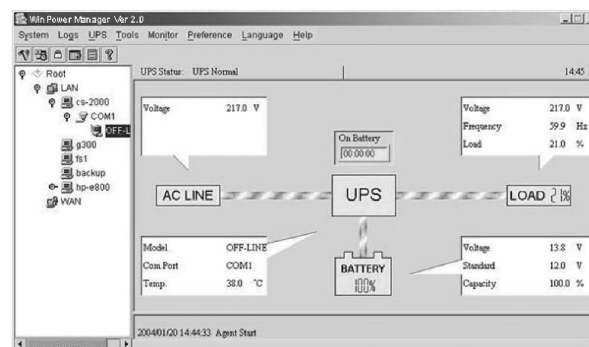 Win Power Manager Ver 2.0
System Logs UPS Tools Monitor Preference Language Help
Root
LAN
cs-2000
COM1
OFF-L
g300
fs1
backup
hp-e800
WAN
UPS Status: UPS Normal 14:45
Voltage 217.0 V
On Battery
00:00:00
Voltage 217.0 V
Frequency 59.9 Hz
Load 21.0 %
AC LINE
UPS
LOAD 21%
Model OFF-LINE
Com Port COM1
Temp. 38.0 °C
BATTERY
100%
Voltage 13.8 V
Standard 12.0 V
Capacity 100.0 %
2004/01/20 14:44:33 Agent Start